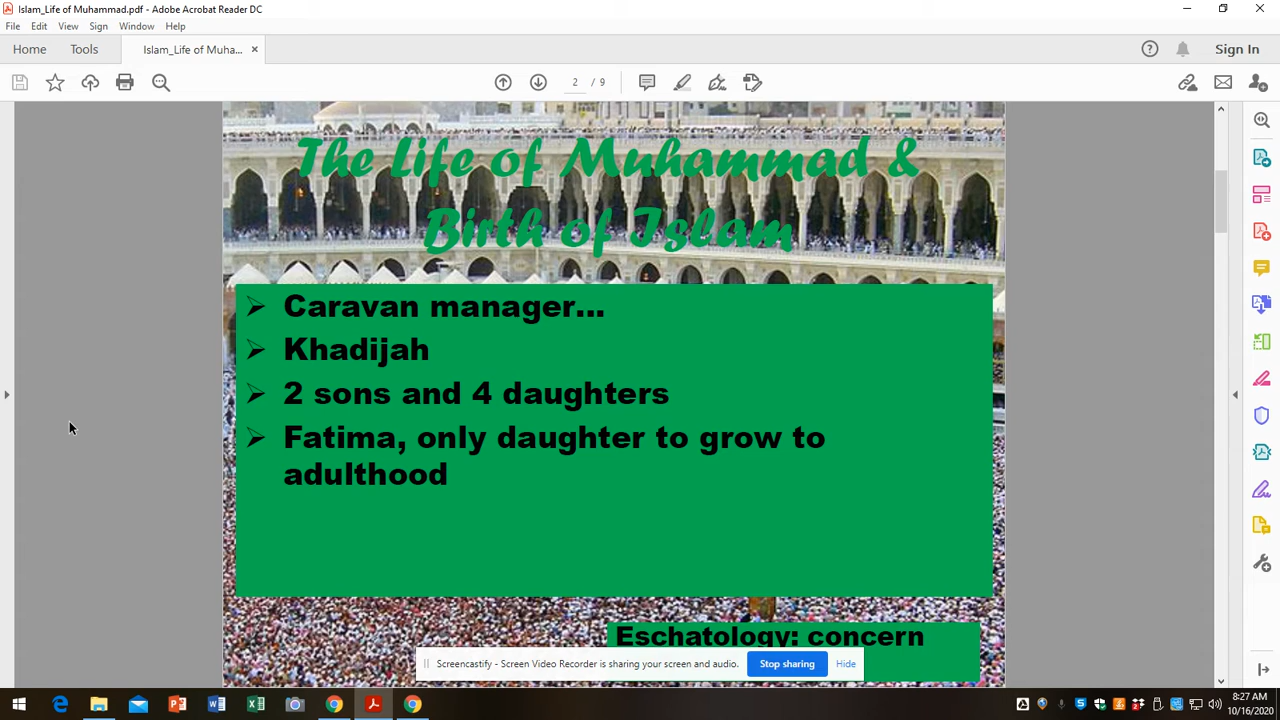 Islam_Life of Muhammad.pdf - Adobe Acrobat Reader DC
File Edit View Sign Window Help
Home Tools Islam_Life of Muha... × Sign In
2 / 9
The Life of Muhammad &
Birth of Islam
Caravan manager...
Khadijah
2 sons and 4 daughters
Fatima, only daughter to grow to
adulthood
Eschatology: concern
Screencastify - Screen Video Recorder is sharing your screen and audio. Stop sharing Hide
8:27 AM
10/16/2020